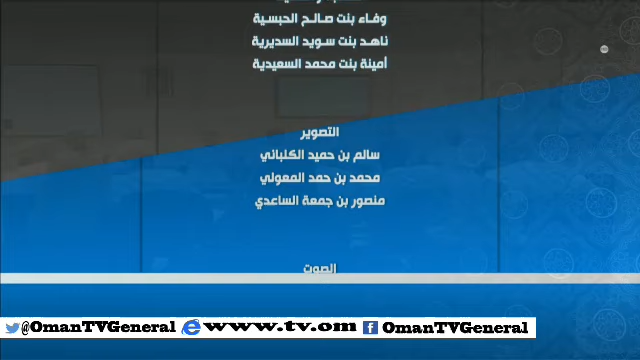 وفاء بنت صالح الحبسية
ناهد بنت سويد السديرية
أمينة بنت محمد السعيدية
التصوير
سالم بن حميد الكلباني
محمد بن حمد المعولي
منصور بن جمعة الساعدي
الصوت
@OmanTVGeneral www.tv.om OmanTVGeneral